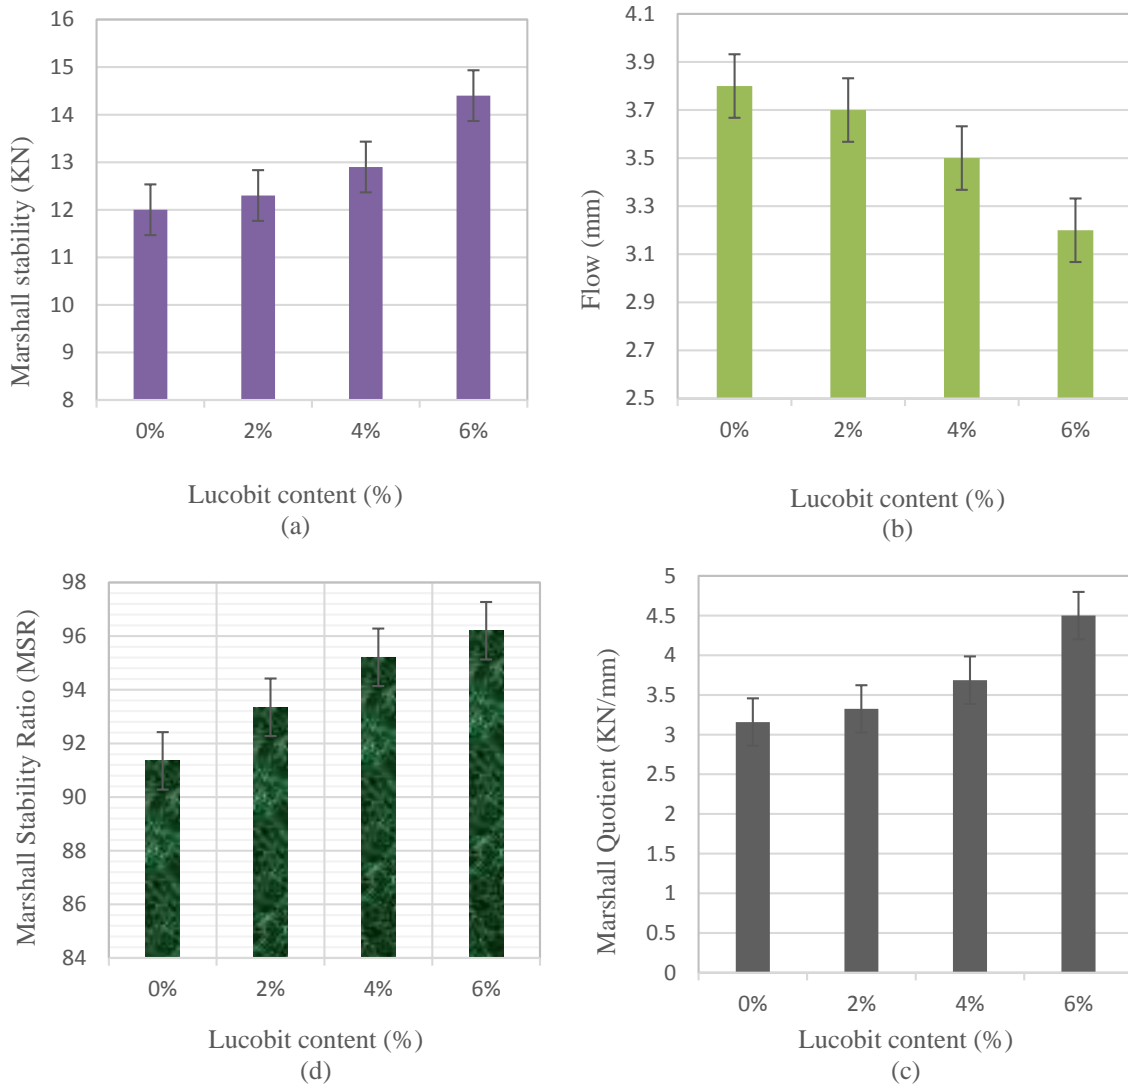 Marshall stability (KN)
16
15
14
13
12
11
10
9
8
0% 2% 4% 6%
Lucobit content (%)
(a)
Flow (mm)
4.1
3.9
3.7
3.5
3.3
3.1
2.9
2.7
2.5
0% 2% 4% 6%
Lucobit content (%)
(b)
Marshall Stability Ratio (MSR)
98
96
94
92
90
88
86
84
0% 2% 4% 6%
Lucobit content (%)
(d)
Marshall Quotient (KN/mm)
5
4.5
4
3.5
3
2.5
2
1.5
1
0.5
0
0% 2% 4% 6%
Lucobit content (%)
(c)